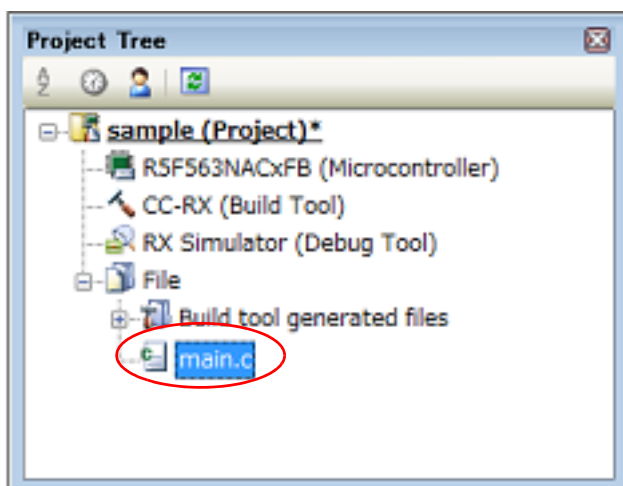 Project Tree
sample (Project)*
R5F563NACxFB (Microcontroller)
CC-RX (Build Tool)
RX Simulator (Debug Tool)
File
Build tool generated files
main.c